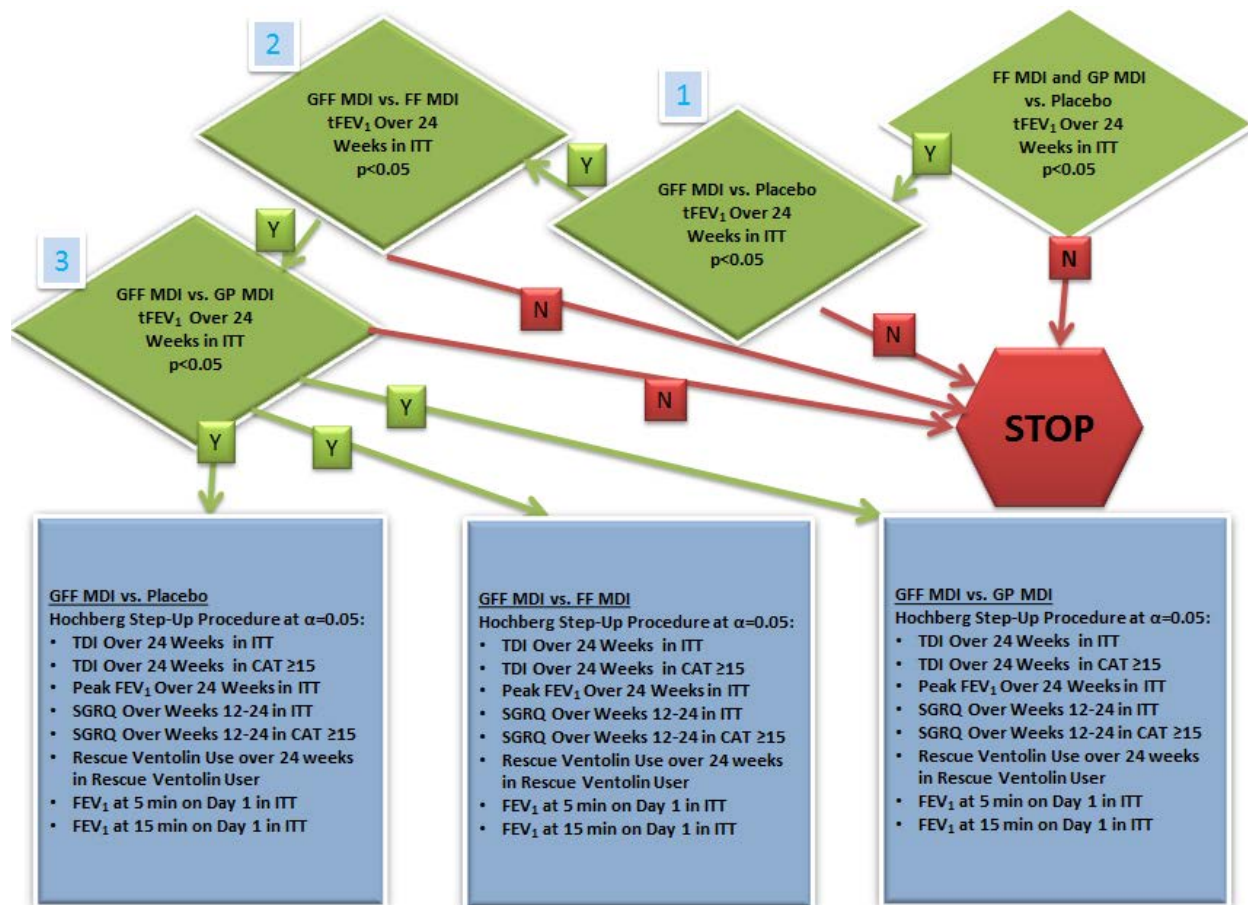 FF MDI and GP MDI
vs. Placebo
tFEV₁ Over 24
Weeks in ITT
p<0.05
Y
N
1
GFF MDI vs. Placebo
tFEV₁ Over 24
Weeks in ITT
p<0.05
Y
N
2
GFF MDI vs. FF MDI
tFEV₁ Over 24
Weeks in ITT
p<0.05
Y
N
3
GFF MDI vs. GP MDI
tFEV₁ Over 24
Weeks in ITT
p<0.05
N
Y
Y
Y
STOP
GFF MDI vs. Placebo
Hochberg Step-Up Procedure at α=0.05:
• TDI Over 24 Weeks in ITT
• TDI Over 24 Weeks in CAT ≥15
• Peak FEV₁ Over 24 Weeks in ITT
• SGRQ Over Weeks 12-24 in ITT
• SGRQ Over Weeks 12-24 in CAT ≥15
• Rescue Ventolin Use over 24 weeks
in Rescue Ventolin User
• FEV₁ at 5 min on Day 1 in ITT
• FEV₁ at 15 min on Day 1 in ITT
GFF MDI vs. FF MDI
Hochberg Step-Up Procedure at α=0.05:
• TDI Over 24 Weeks in ITT
• TDI Over 24 Weeks in CAT ≥15
• Peak FEV₁ Over 24 Weeks in ITT
• SGRQ Over Weeks 12-24 in ITT
• SGRQ Over Weeks 12-24 in CAT ≥15
• Rescue Ventolin Use over 24 weeks
in Rescue Ventolin User
• FEV₁ at 5 min on Day 1 in ITT
• FEV₁ at 15 min on Day 1 in ITT
GFF MDI vs. GP MDI
Hochberg Step-Up Procedure at α=0.05:
• TDI Over 24 Weeks in ITT
• TDI Over 24 Weeks in CAT ≥15
• Peak FEV₁ Over 24 Weeks in ITT
• SGRQ Over Weeks 12-24 in ITT
• SGRQ Over Weeks 12-24 in CAT ≥15
• Rescue Ventolin Use over 24 weeks
in Rescue Ventolin User
• FEV₁ at 5 min on Day 1 in ITT
• FEV₁ at 15 min on Day 1 in ITT